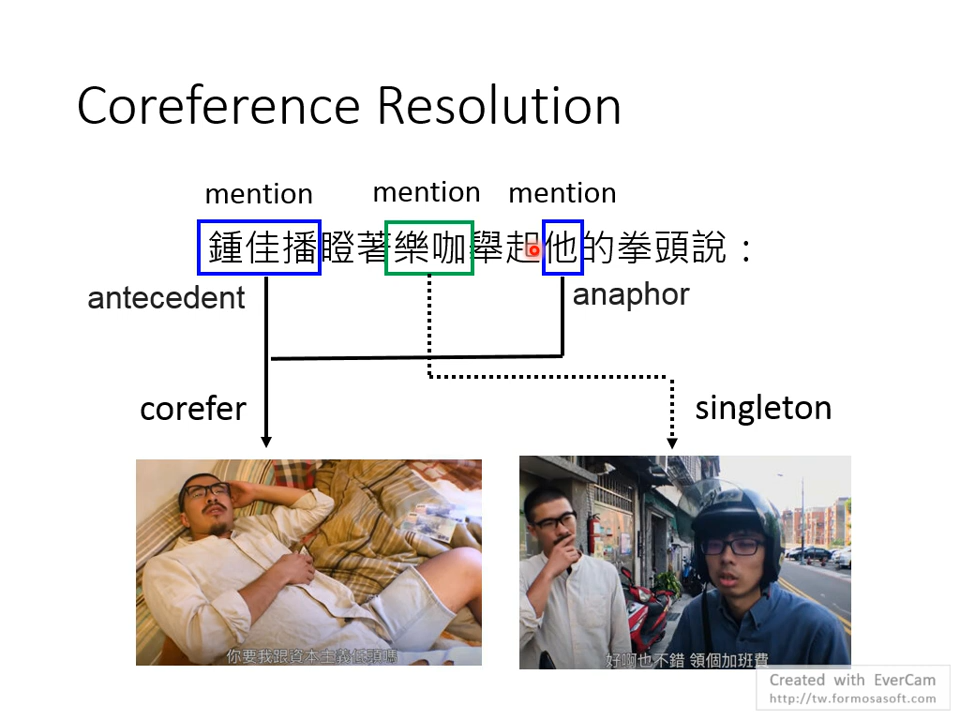 Coreference Resolution
mention mention mention
鍾佳播瞪著樂咖舉起他的拳頭說：
antecedent anaphor
corefer singleton
你要我跟資本主義低頭嗎
好啊也不錯 領個加班費
Created with EverCam
http://tw.formosasoft.com